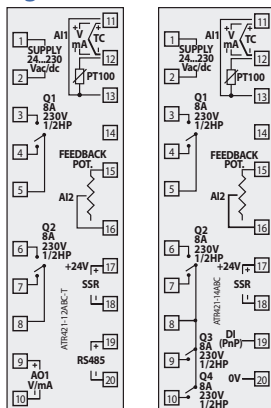 1
SUPPLY
24...230
Vac/dc
2
Q1
8A
230V
1/2HP
3
4
5
Q2
8A
230V
1/2HP
6
7
8
9
AO1
V/mA
10
AI1
+
V
mA
TC
11
12
PT100
13
14
FEEDBACK
POT.
15
AI2
16
+24V
+
17
SSR
18
+
19
RS485
20
ATR421-12ABC-T
1
SUPPLY
24...230
Vac/dc
2
Q1
8A
230V
1/2HP
3
4
5
Q2
8A
230V
1/2HP
6
7
8
Q3
8A
230V
1/2HP
9
Q4
8A
230V
1/2HP
10
AI1
+
V
mA
TC
11
12
PT100
13
14
FEEDBACK
POT.
15
AI2
16
+24V
+
17
SSR
18
DI
(PnP)
19
0V
20
ATR421-14ABC